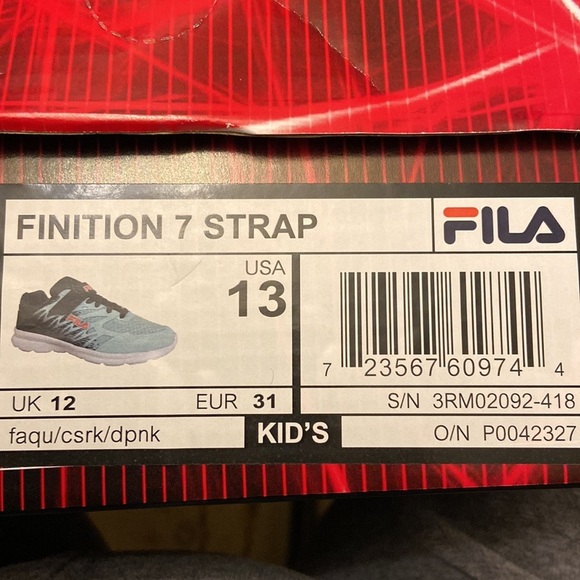 FINITION 7 STRAP
FILA
USA
13
7 23567 60974 4
UK 12 EUR 31
S/N 3RM02092-418
faqu/csrk/dpnk
KID'S
O/N P0042327